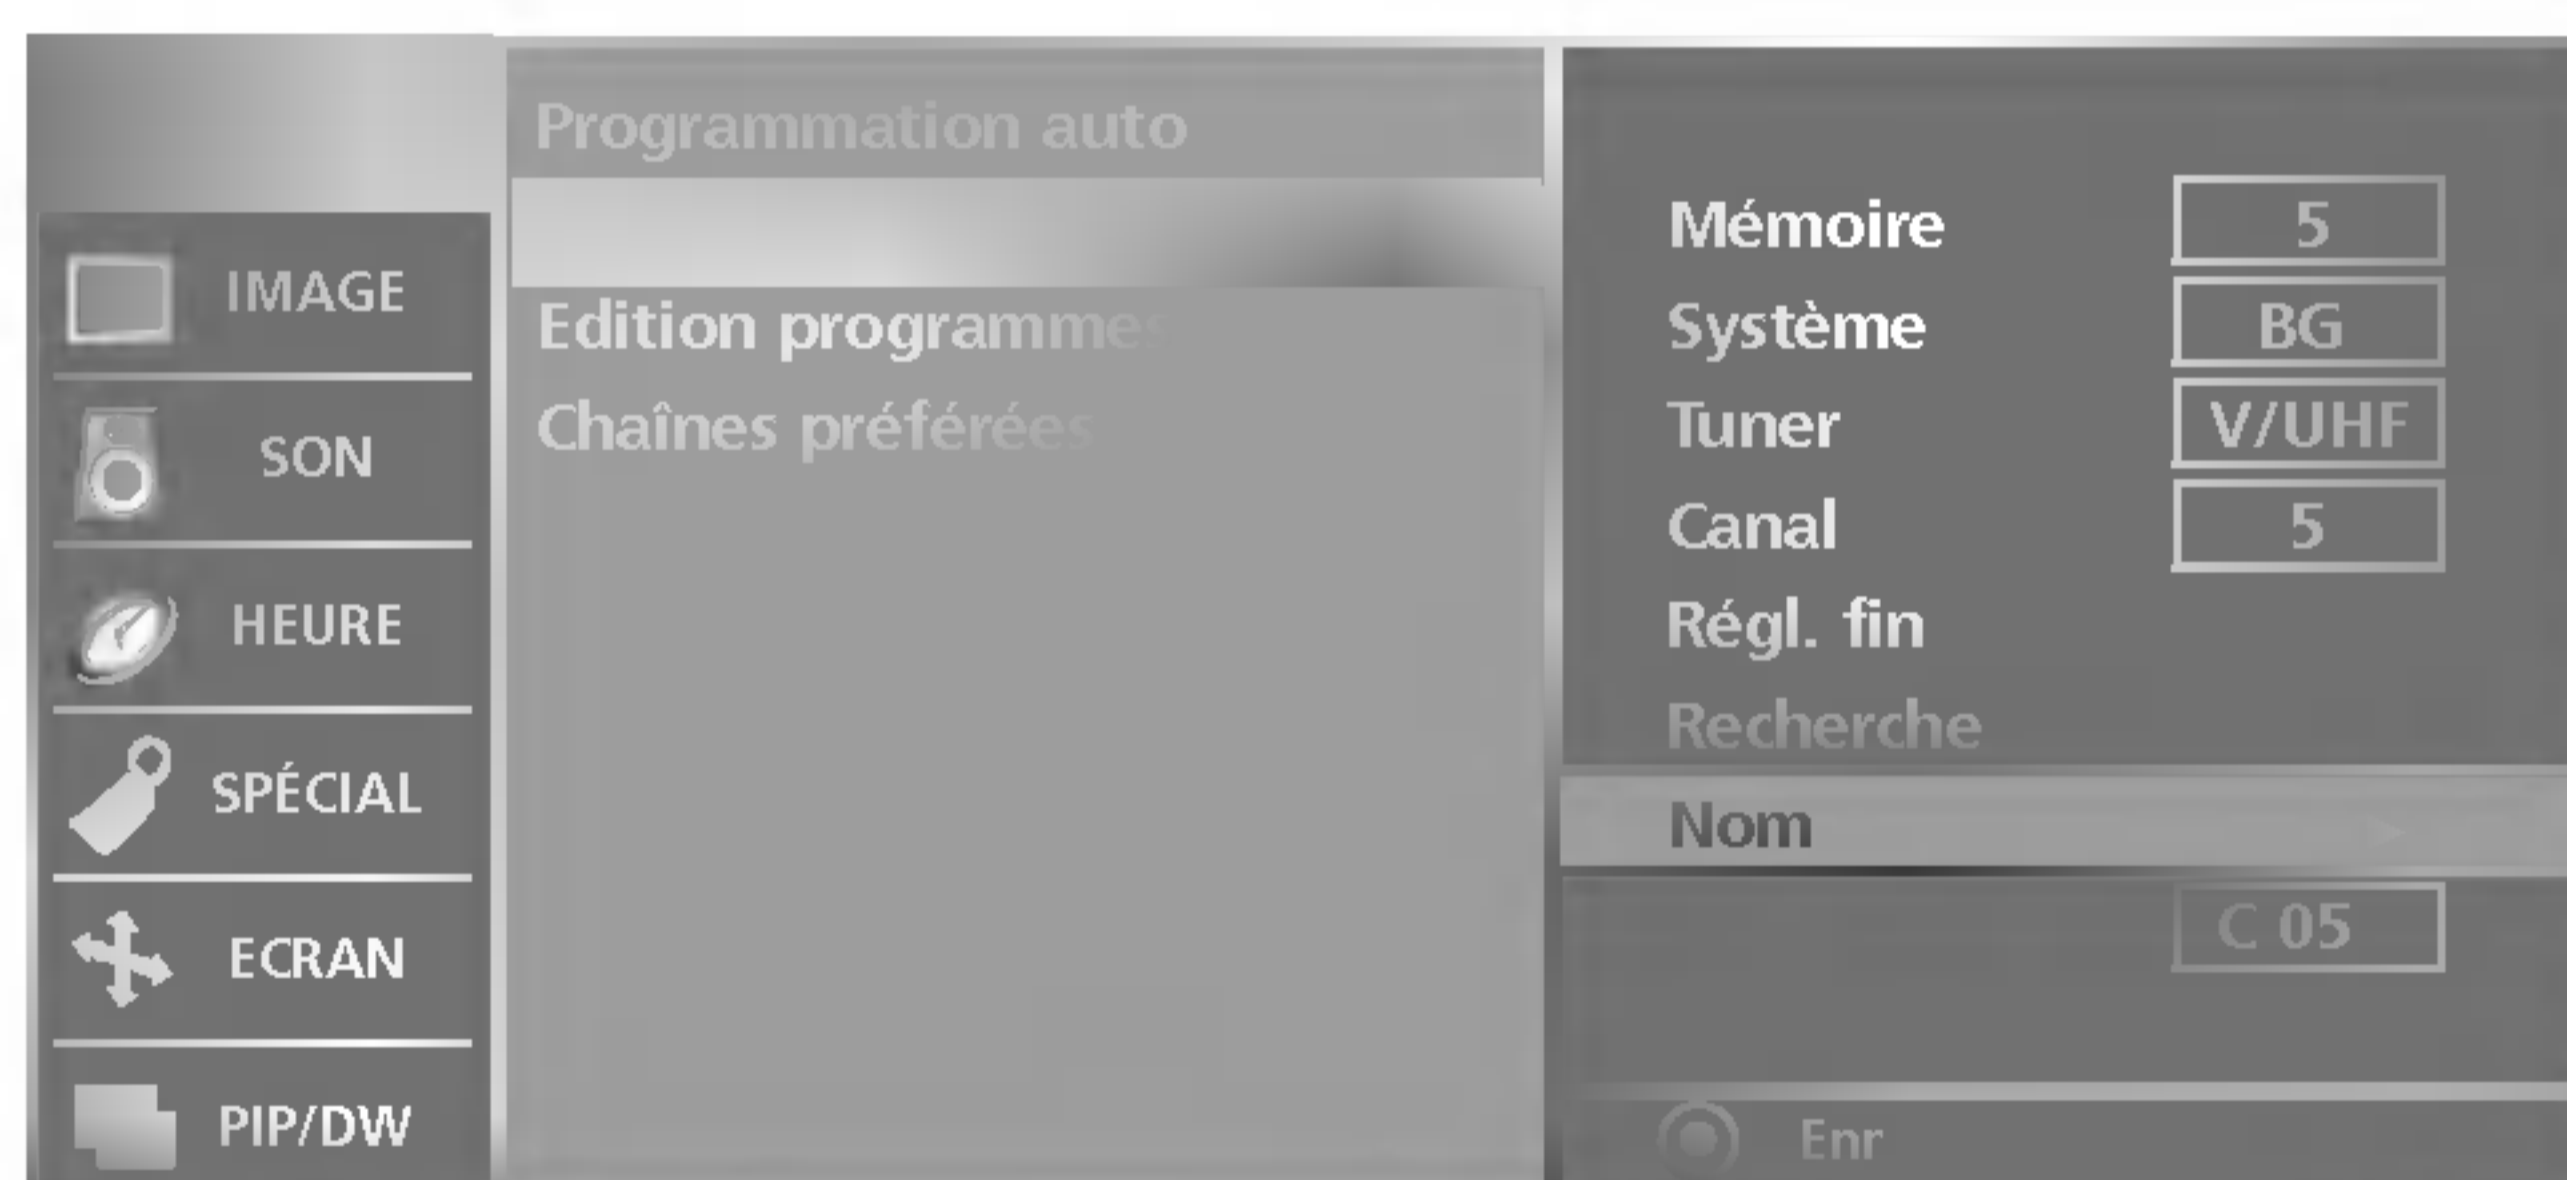 IMAGE
SON
HEURE
SPÉCIAL
ECRAN
PIP/DW
Programmation auto
Edition programmes
Chaînes préférées
Mémoire 5
Système BG
Tuner V/UHF
Canal 5
Régl. fin
Recherche
Nom
C 05
Enr